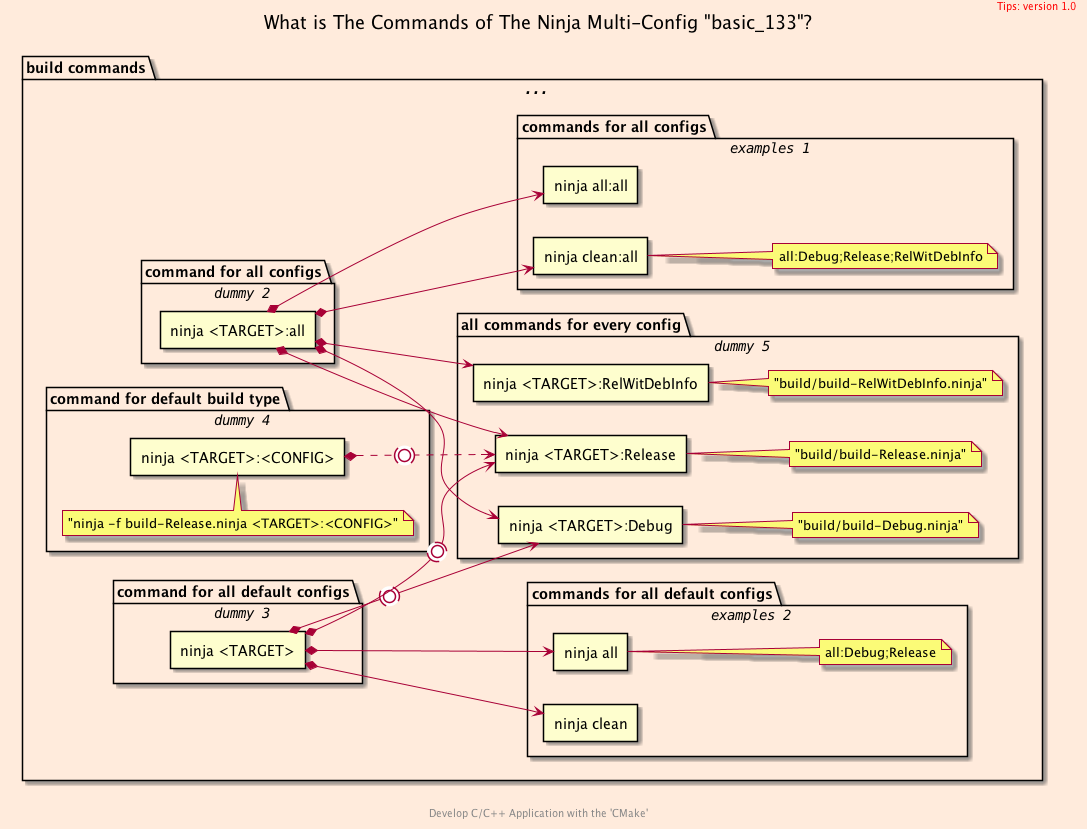 Tips: version 1.0
What is The Commands of The Ninja Multi-Config "basic_133"?
build commands
...
commands for all configs
examples 1
ninja all:all
ninja clean:all
all:Debug;Release;RelWitDebInfo
command for all configs
dummy 2
ninja <TARGET>:all
all commands for every config
dummy 5
ninja <TARGET>:RelWitDebInfo
"build/build-RelWitDebInfo.ninja"
command for default build type
dummy 4
ninja <TARGET>:<CONFIG>
"ninja -f build-Release.ninja <TARGET>:<CONFIG>"
ninja <TARGET>:Release
"build/build-Release.ninja"
ninja <TARGET>:Debug
"build/build-Debug.ninja"
command for all default configs
dummy 3
ninja <TARGET>
commands for all default configs
examples 2
ninja all
all:Debug;Release
ninja clean
Develop C/C++ Application with the 'CMake'